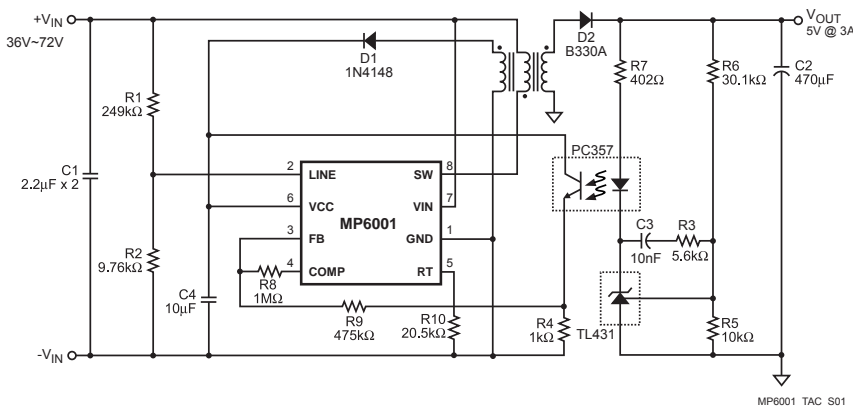 +VIN
36V~72V
VOUT
5V @ 3A
D1
1N4148
D2
B330A
R7
402Ω
R6
30.1kΩ
C2
470µF
R1
249kΩ
PC357
C1
2.2µF x 2
2 LINE
SW 8
6 VCC
VIN 7
MP6001
3 FB
GND 1
4 COMP
RT 5
R2
9.76kΩ
C3
10nF
R3
5.6kΩ
C4
10µF
R8
1MΩ
R9
475kΩ
R10
20.5kΩ
R4
1kΩ
TL431
R5
10kΩ
-VIN
MP6001_TAC_S01